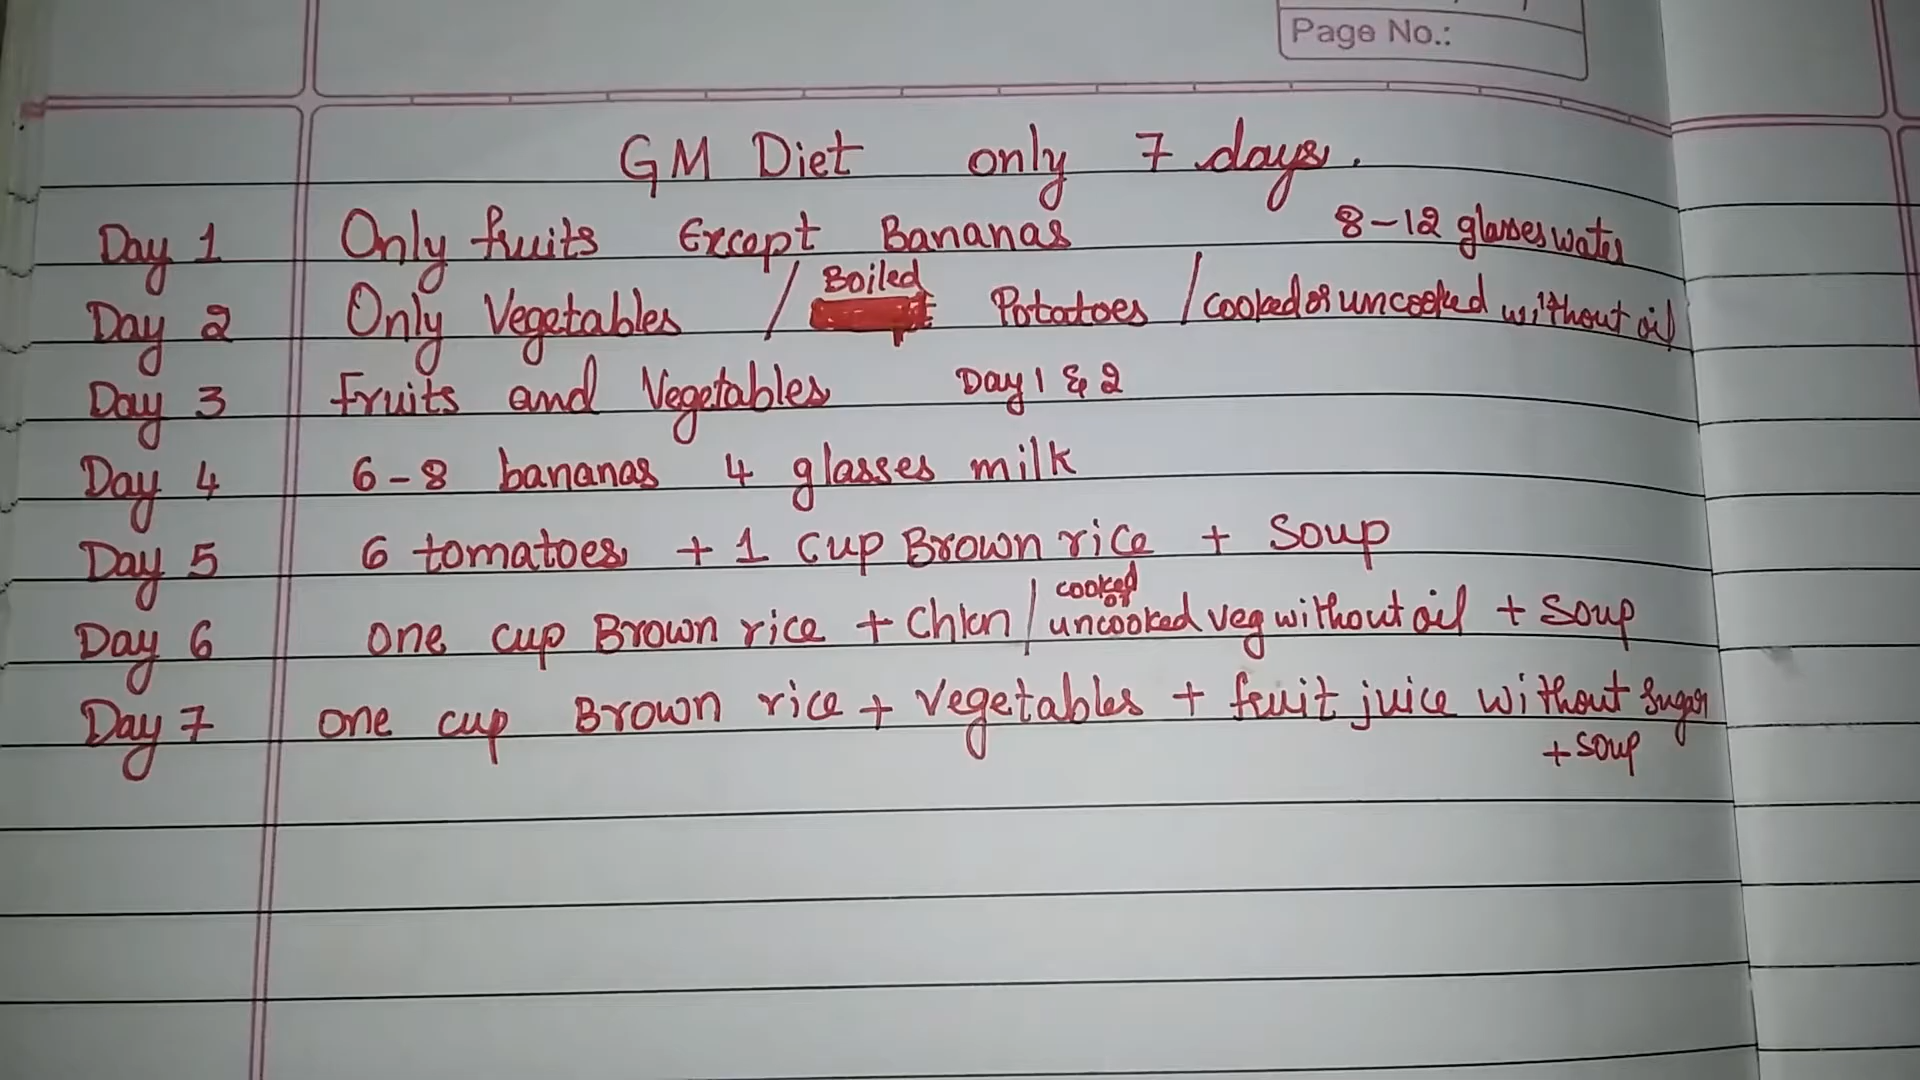 Page No.:
GM Diet only 7 days.
Day 1 Only fruits Except Bananas 8-12 glasses water
Day 2 Only Vegetables / Boiled Potatoes / cooked or uncooked without oil
Day 3 Fruits and Vegetables Day 1 & 2
Day 4 6-8 bananas 4 glasses milk
Day 5 6 tomatoes + 1 cup Brown rice + Soup
Day 6 one cup Brown rice + Chkn / cooked or uncooked veg without oil + Soup
Day 7 one cup Brown rice + Vegetables + fruit juice without Sugar
+ Soup